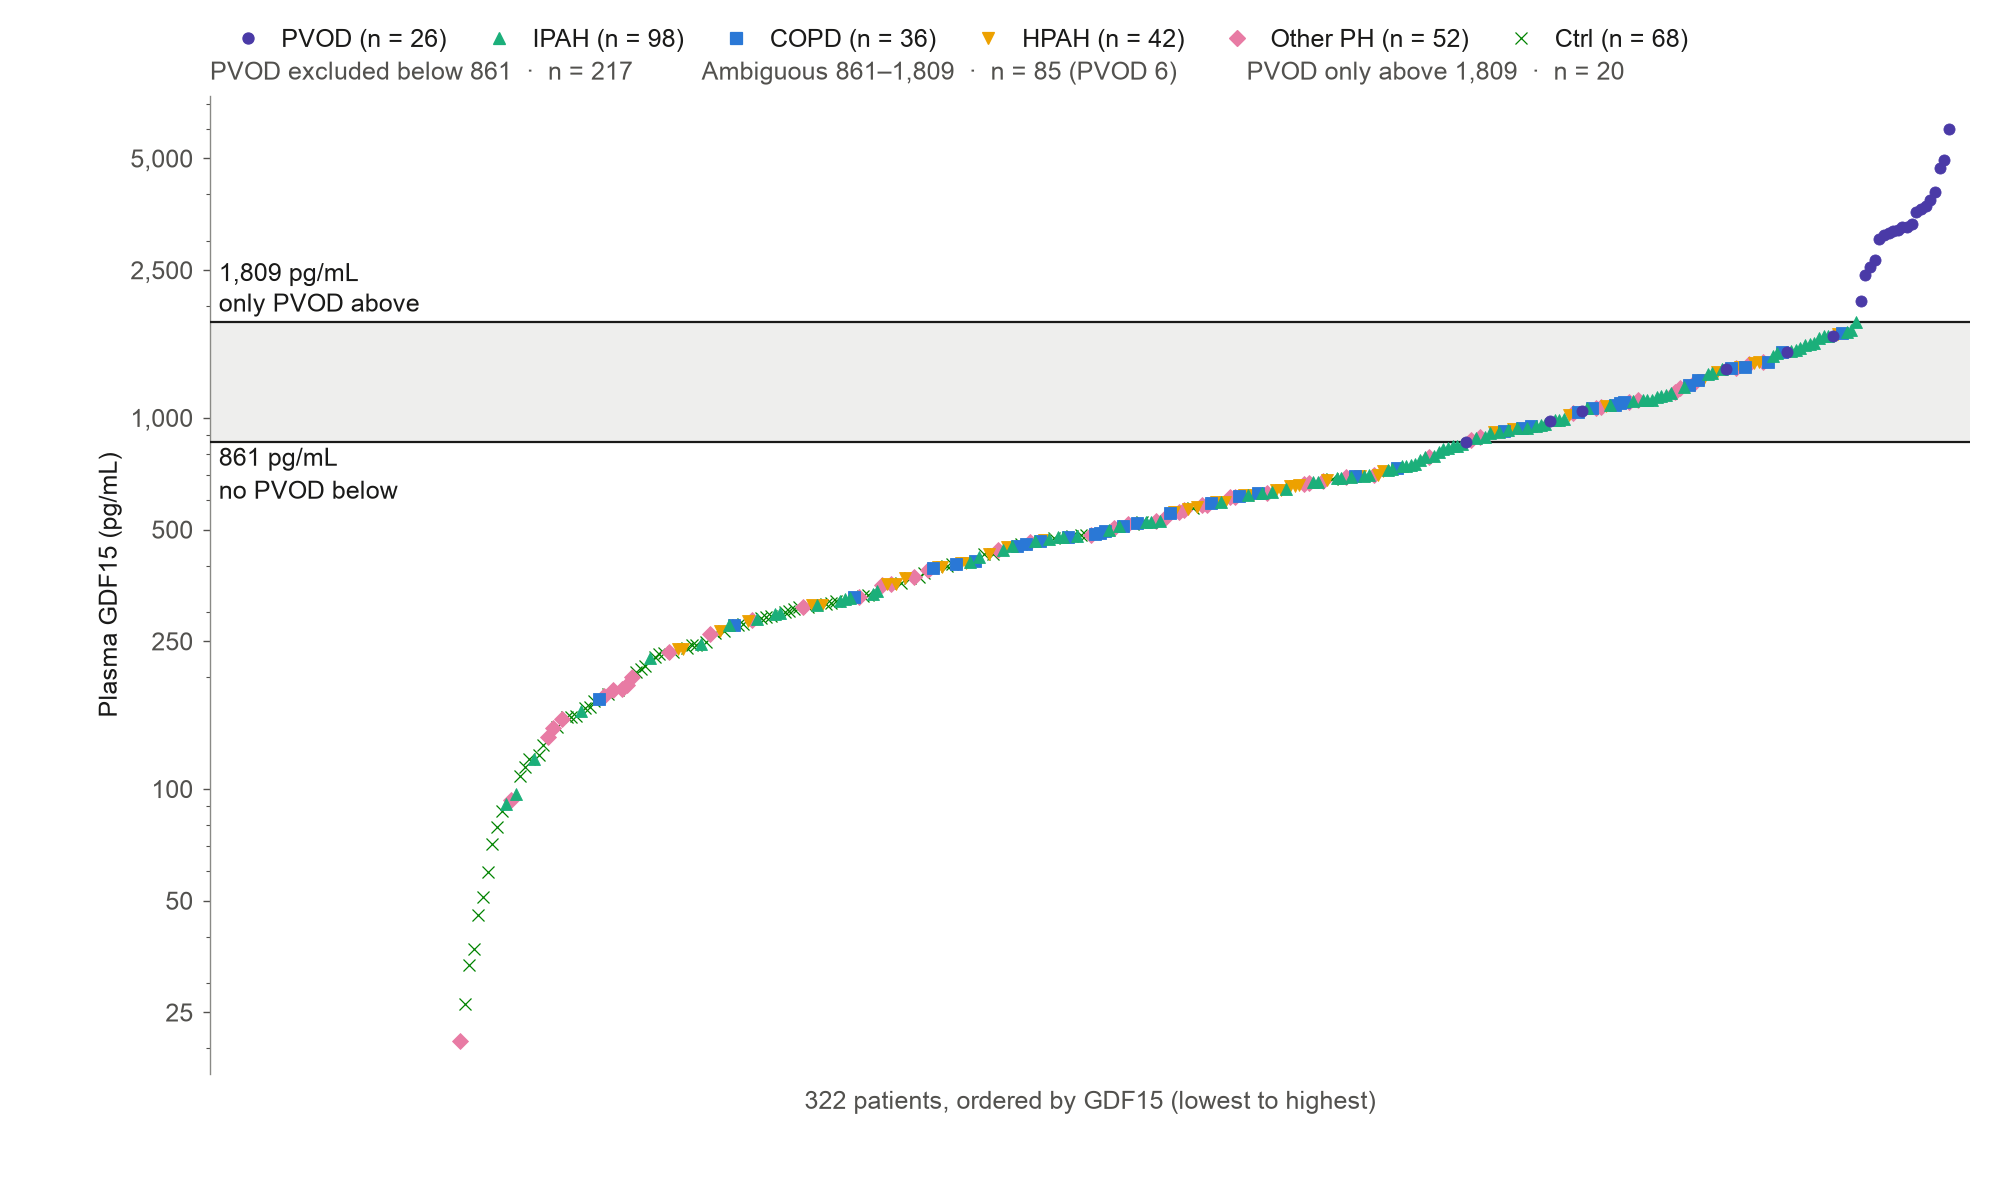 PVOD (n = 26) IPAH (n = 98) COPD (n = 36) HPAH (n = 42) Other PH (n = 52) Ctrl (n = 68)
PVOD excluded below 861 · n = 217 Ambiguous 861–1,809 · n = 85 (PVOD 6) PVOD only above 1,809 · n = 20
5,000
2,500
1,809 pg/mL
only PVOD above
1,000
861 pg/mL
no PVOD below
500
250
100
50
25
Plasma GDF15 (pg/mL)
322 patients, ordered by GDF15 (lowest to highest)